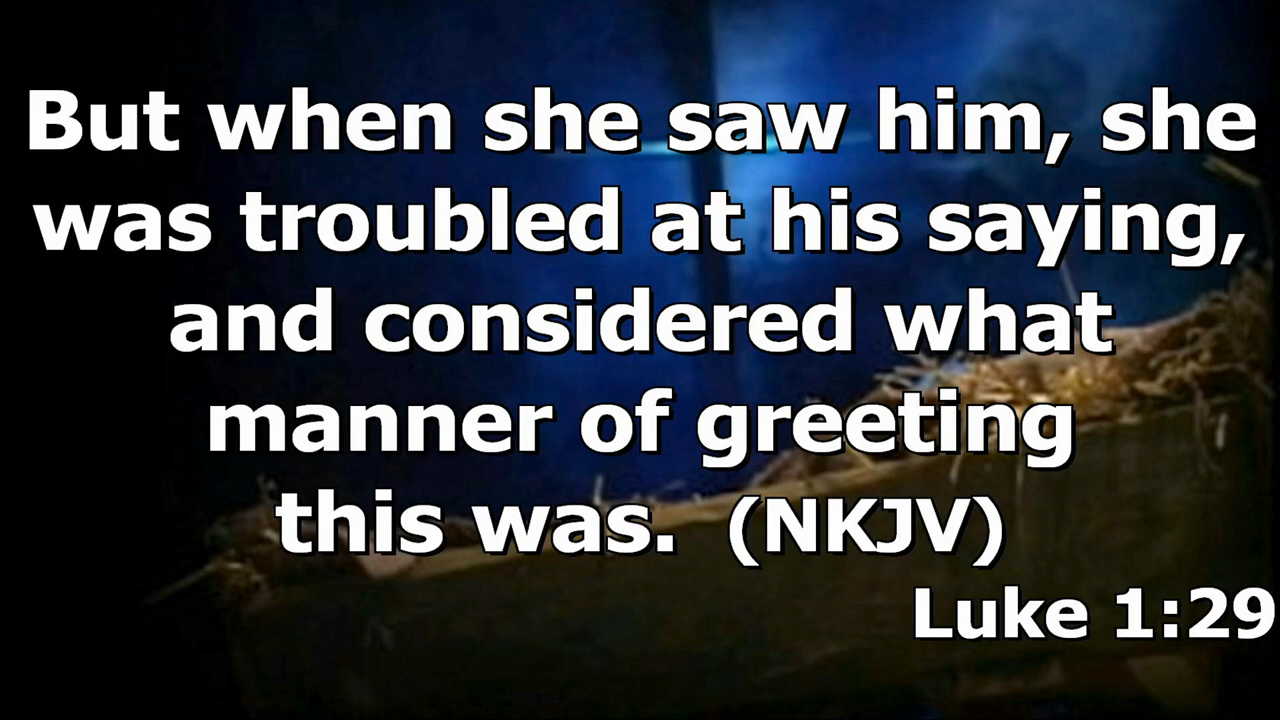 But when she saw him, she
was troubled at his saying,
and considered what
manner of greeting
this was. (NKJV)
Luke 1:29